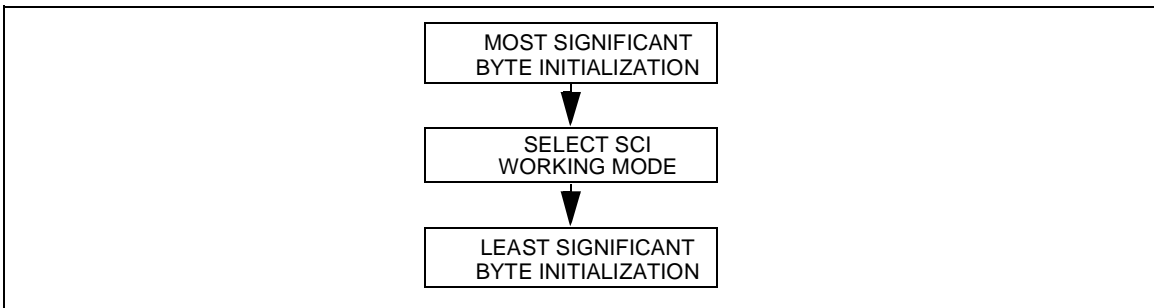 MOST SIGNIFICANT
BYTE INITIALIZATION
SELECT SCI
WORKING MODE
LEAST SIGNIFICANT
BYTE INITIALIZATION